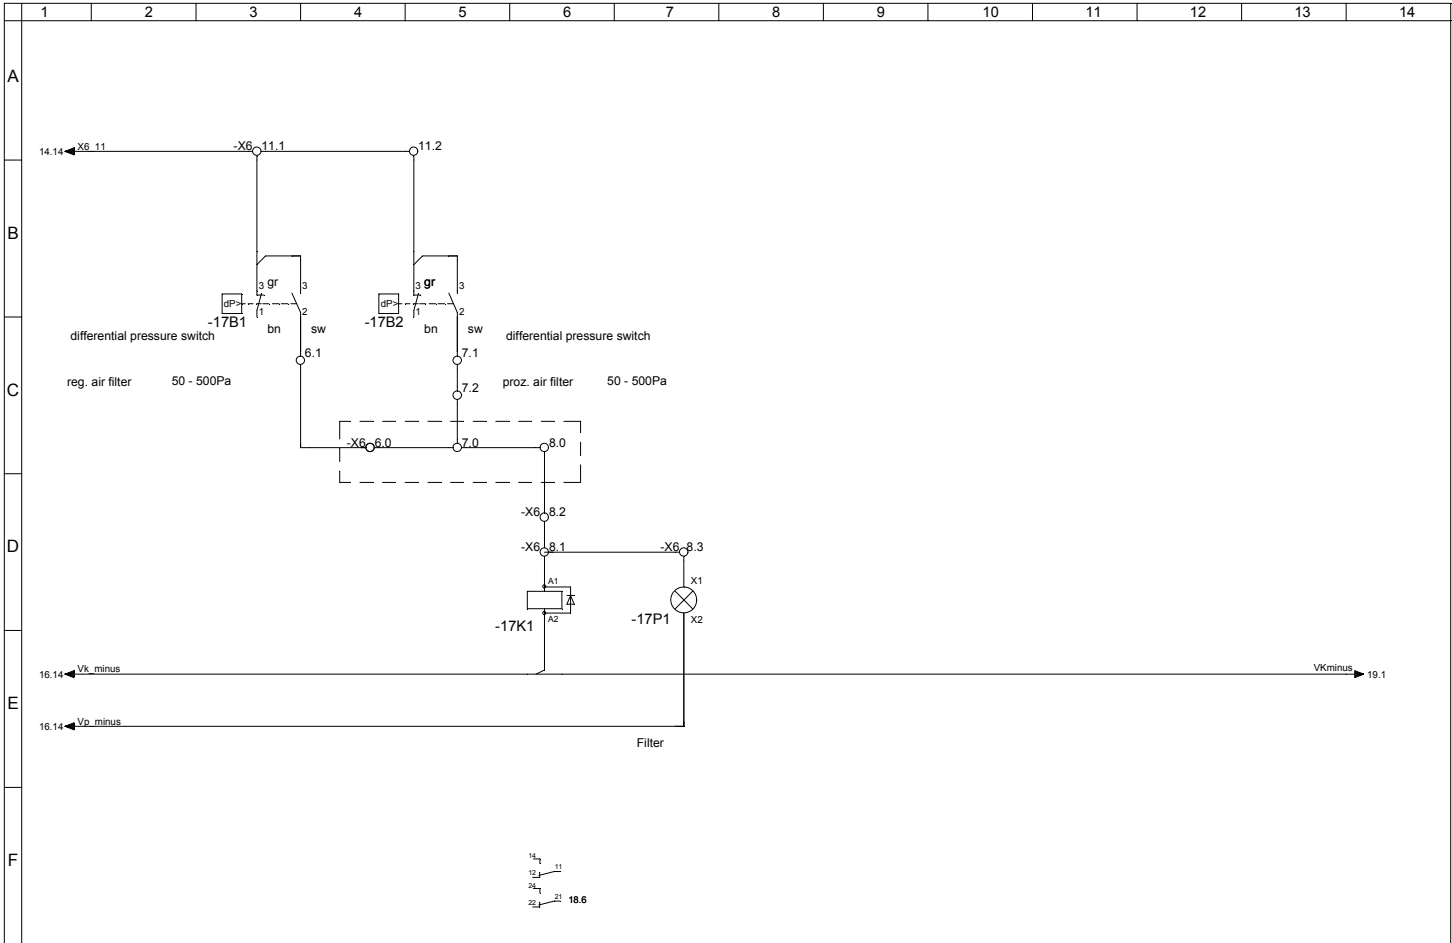 1 2 3 4 5 6 7 8 9 10 11 12 13 14
A
14.14 X6_11 -X6 11.1 11.2
B
3 gr 3 3 gr 3
dP> dP>
1 2 1 2
-17B1 bn sw -17B2 bn sw
differential pressure switch differential pressure switch
6.1 7.1
reg. air filter 50 - 500Pa proz. air filter 50 - 500Pa
C
7.2
-X6 6.0 7.0 8.0
-X6 8.2
D
-X6 8.1 -X6 8.3
A1 X1
-17K1 A2 -17P1 X2
16.14 Vk_minus VKminus 19.1
E
16.14 Vp_minus
Filter
F
14
12 11
24
22 21 18.6